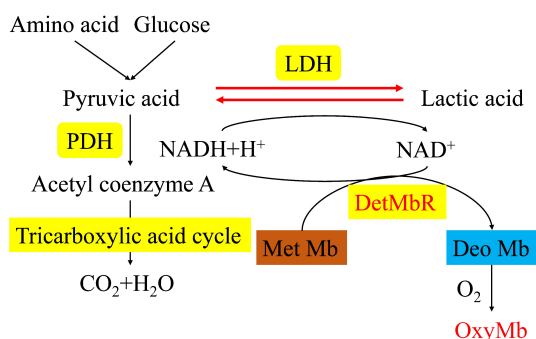 Amino acid Glucose
LDH
Pyruvic acid
Lactic acid
PDH
NADH+H⁺
NAD⁺
Acetyl coenzyme A
DetMbR
Tricarboxylic acid cycle
Met Mb
Deo Mb
CO₂+H₂O
O₂
OxyMb